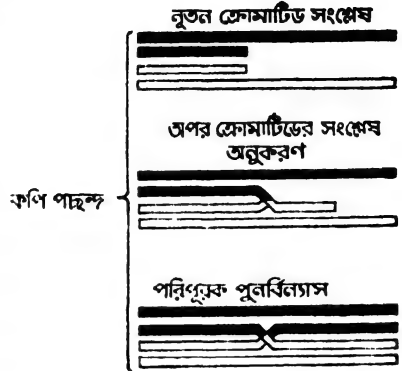 নূতন ক্রোমাটিড সংশ্লেষ
অপর ক্রোমাটিডের সংশ্লেষ
অনুকরণ
কপি পছন্দ
পরিপূরক পুনর্বিন্যাস